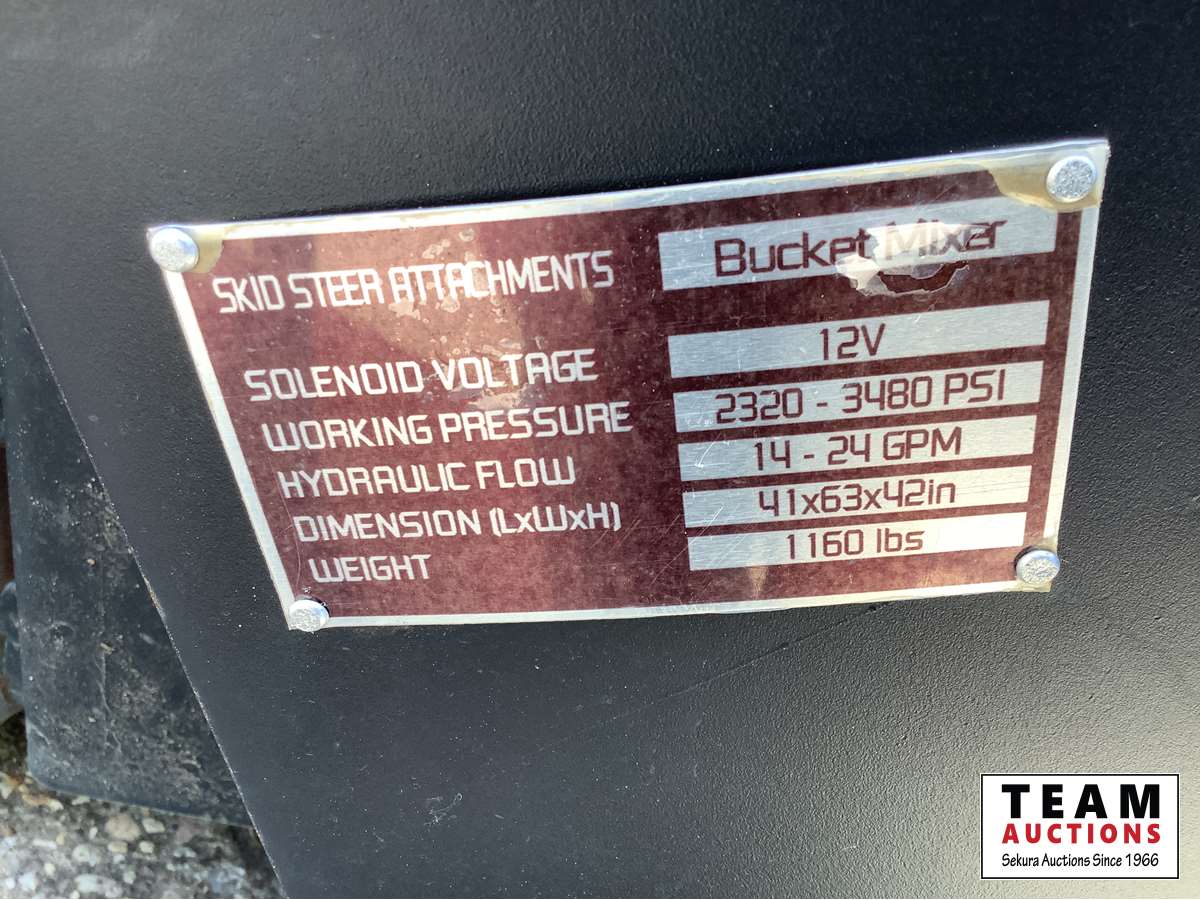 SKID STEER ATTACHMENTS Bucket Mixer
SOLENOID VOLTAGE 12V
WORKING PRESSURE 2320 - 3480 PSI
HYDRAULIC FLOW 14 - 24 GPM
DIMENSION (LxWxH) 41x63x42in
WEIGHT 1160 lbs
TEAM
AUCTIONS
Sekura Auctions Since 1966